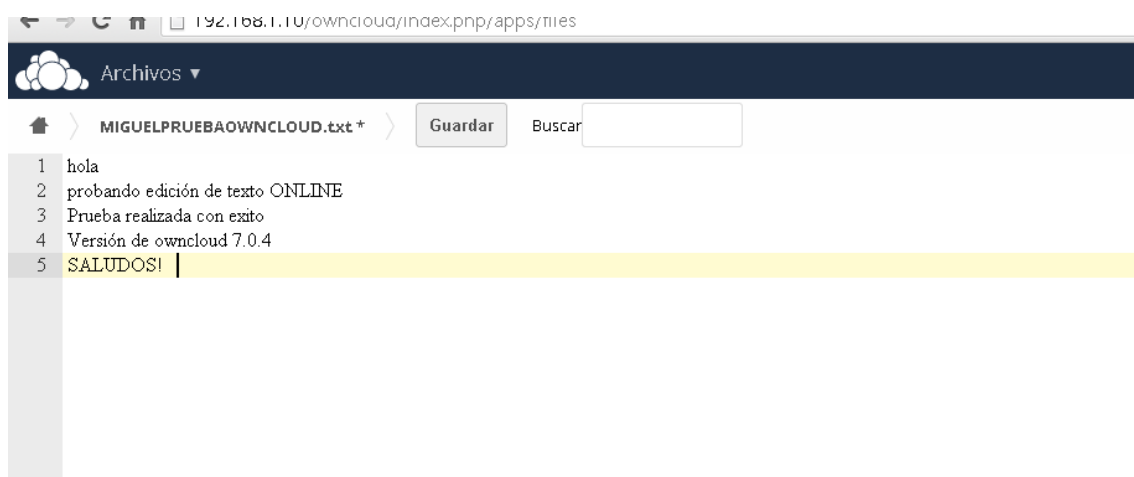 192.168.1.10/owncloud/index.php/apps/files
Archivos ▾
MIGUELPRUEBAOWNCLOUD.txt * Guardar Buscar
1 hola
2 probando edición de texto ONLINE
3 Prueba realizada con exito
4 Versión de owncloud 7.0.4
5 SALUDOS!